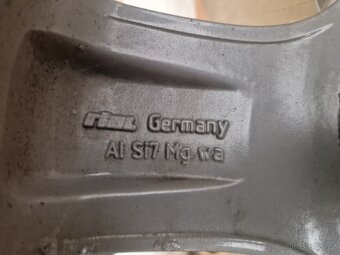 rial Germany
Al Si7 Mg.wa